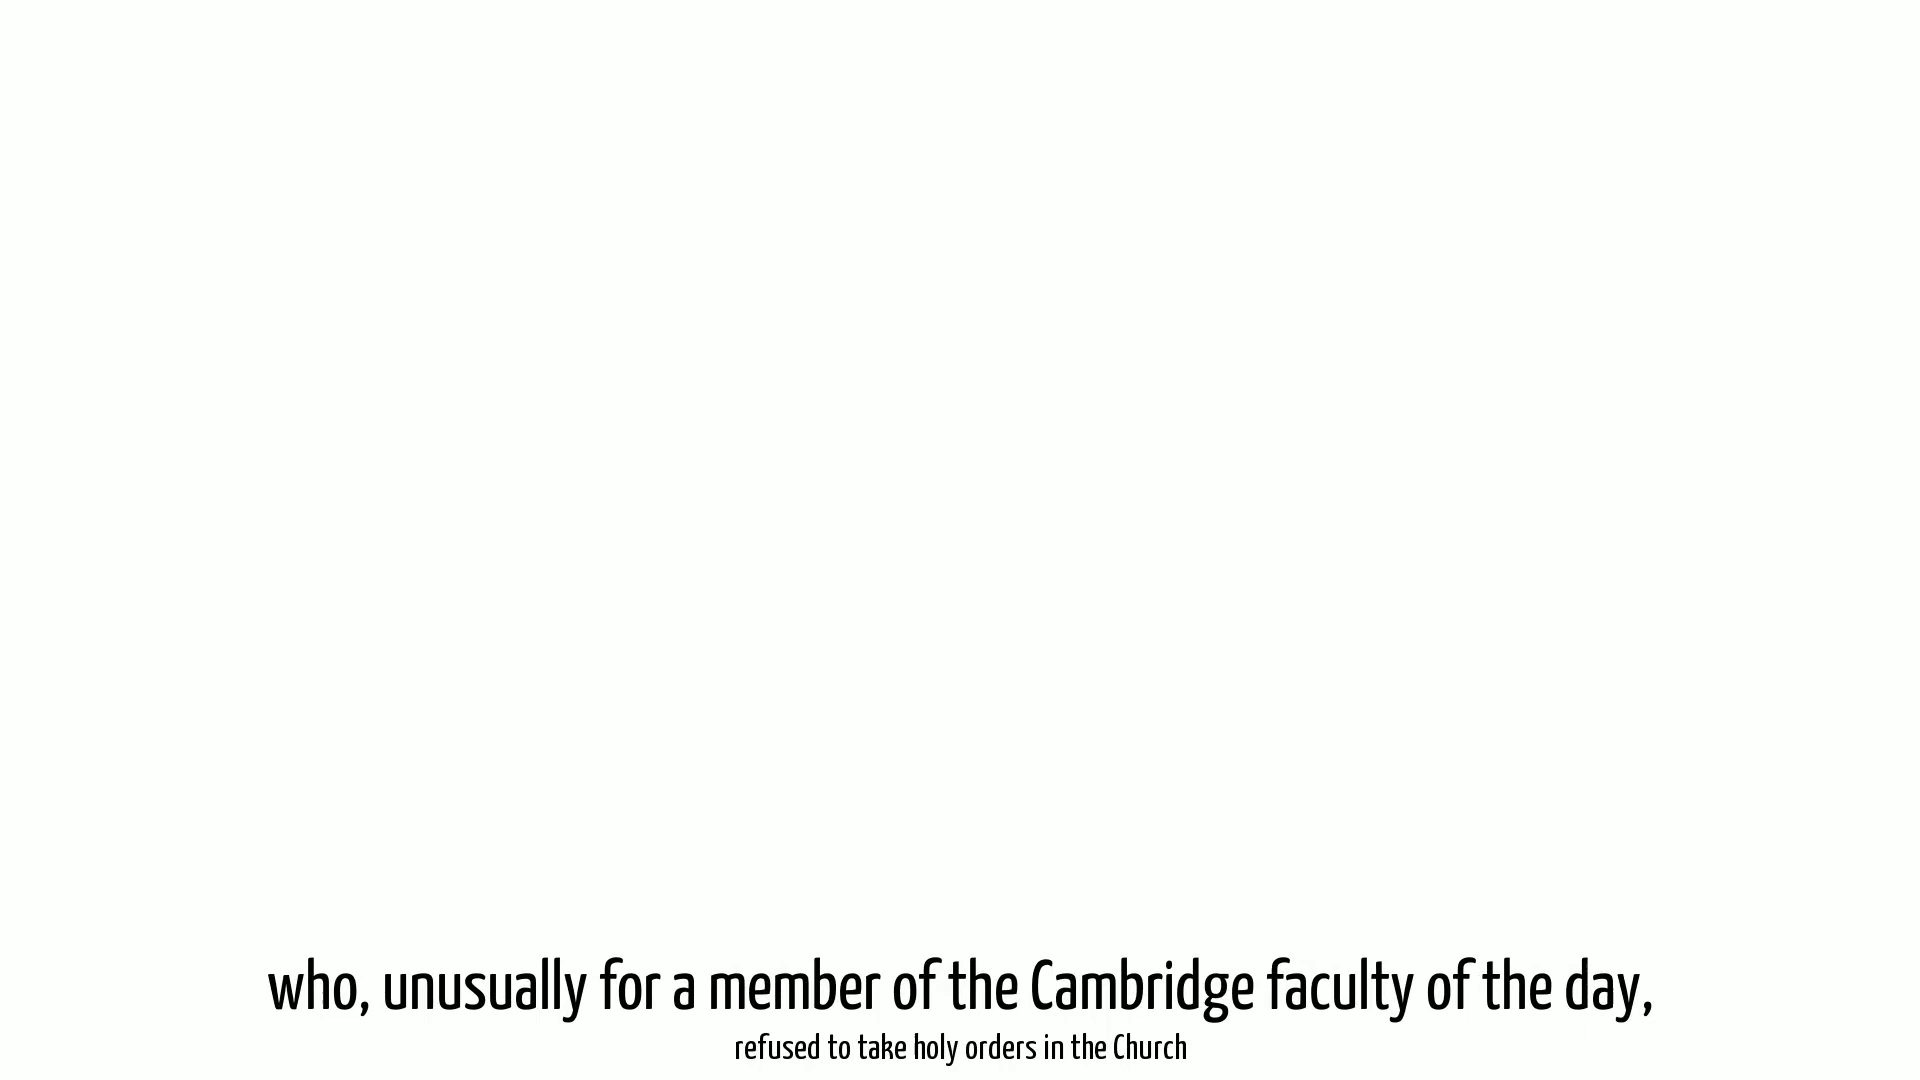 who, unusually for a member of the Cambridge faculty of the day,
refused to take holy orders in the Church